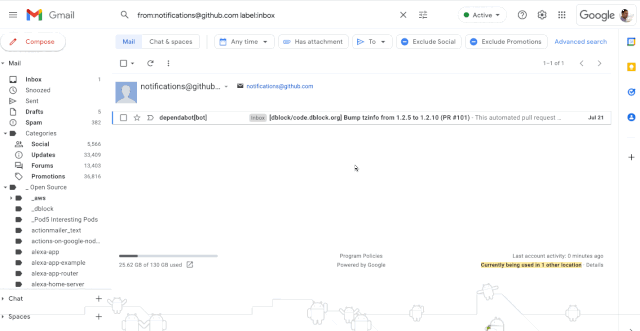 Gmail
from:notifications@github.com label:inbox
Active
Google
Compose
Mail
Chat & spaces
Any time
Has attachment
To
Exclude Social
Exclude Promotions
Advanced search
Mail
Inbox 1
Snoozed
Sent
Drafts 5
Spam 382
Categories
Social 5,566
Updates 33,409
Forums 13,403
Promotions 36,816
_ Open Source
_aws
_dblock
_Pod5 Interesting Pods
actionmailer_text
actions-on-google-nod...
alexa-app
alexa-app-example
alexa-app-router
alexa-home-server
Chat
Spaces
1–1 of 1
notifications@github... notifications@github.com
dependabot[bot] Inbox [dblock/code.dblock.org] Bump tzinfo from 1.2.5 to 1.2.10 (PR #101) - This automated pull request ... Jul 21
25.62 GB of 130 GB used
Program Policies
Powered by Google
Last account activity: 0 minutes ago
Currently being used in 1 other location · Details